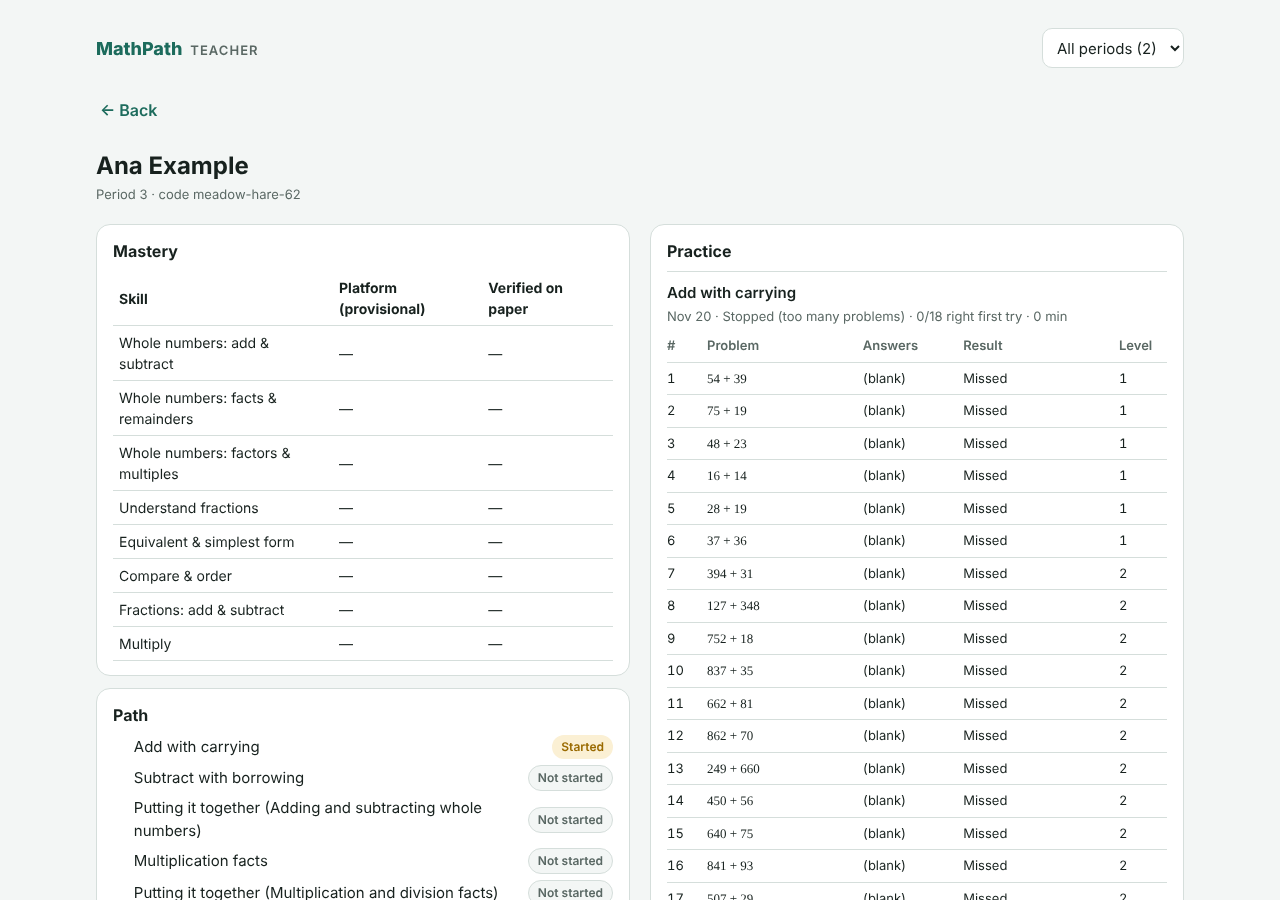 MathPath TEACHER
All periods (2)
← Back
Ana Example
Period 3 · code meadow-hare-62
Mastery
Skill Platform (provisional) Verified on paper
Whole numbers: add & subtract — —
Whole numbers: facts & remainders — —
Whole numbers: factors & multiples — —
Understand fractions — —
Equivalent & simplest form — —
Compare & order — —
Fractions: add & subtract — —
Multiply — —
Path
Add with carrying Started
Subtract with borrowing Not started
Putting it together (Adding and subtracting whole numbers) Not started
Multiplication facts Not started
Putting it together (Multiplication and division facts) Not started
Practice
Add with carrying
Nov 20 · Stopped (too many problems) · 0/18 right first try · 0 min
# Problem Answers Result Level
1 54 + 39 (blank) Missed 1
2 75 + 19 (blank) Missed 1
3 48 + 23 (blank) Missed 1
4 16 + 14 (blank) Missed 1
5 28 + 19 (blank) Missed 1
6 37 + 36 (blank) Missed 1
7 394 + 31 (blank) Missed 2
8 127 + 348 (blank) Missed 2
9 752 + 18 (blank) Missed 2
10 837 + 35 (blank) Missed 2
11 662 + 81 (blank) Missed 2
12 862 + 70 (blank) Missed 2
13 249 + 660 (blank) Missed 2
14 450 + 56 (blank) Missed 2
15 640 + 75 (blank) Missed 2
16 841 + 93 (blank) Missed 2
17 507 + 29 (blank) Missed 2